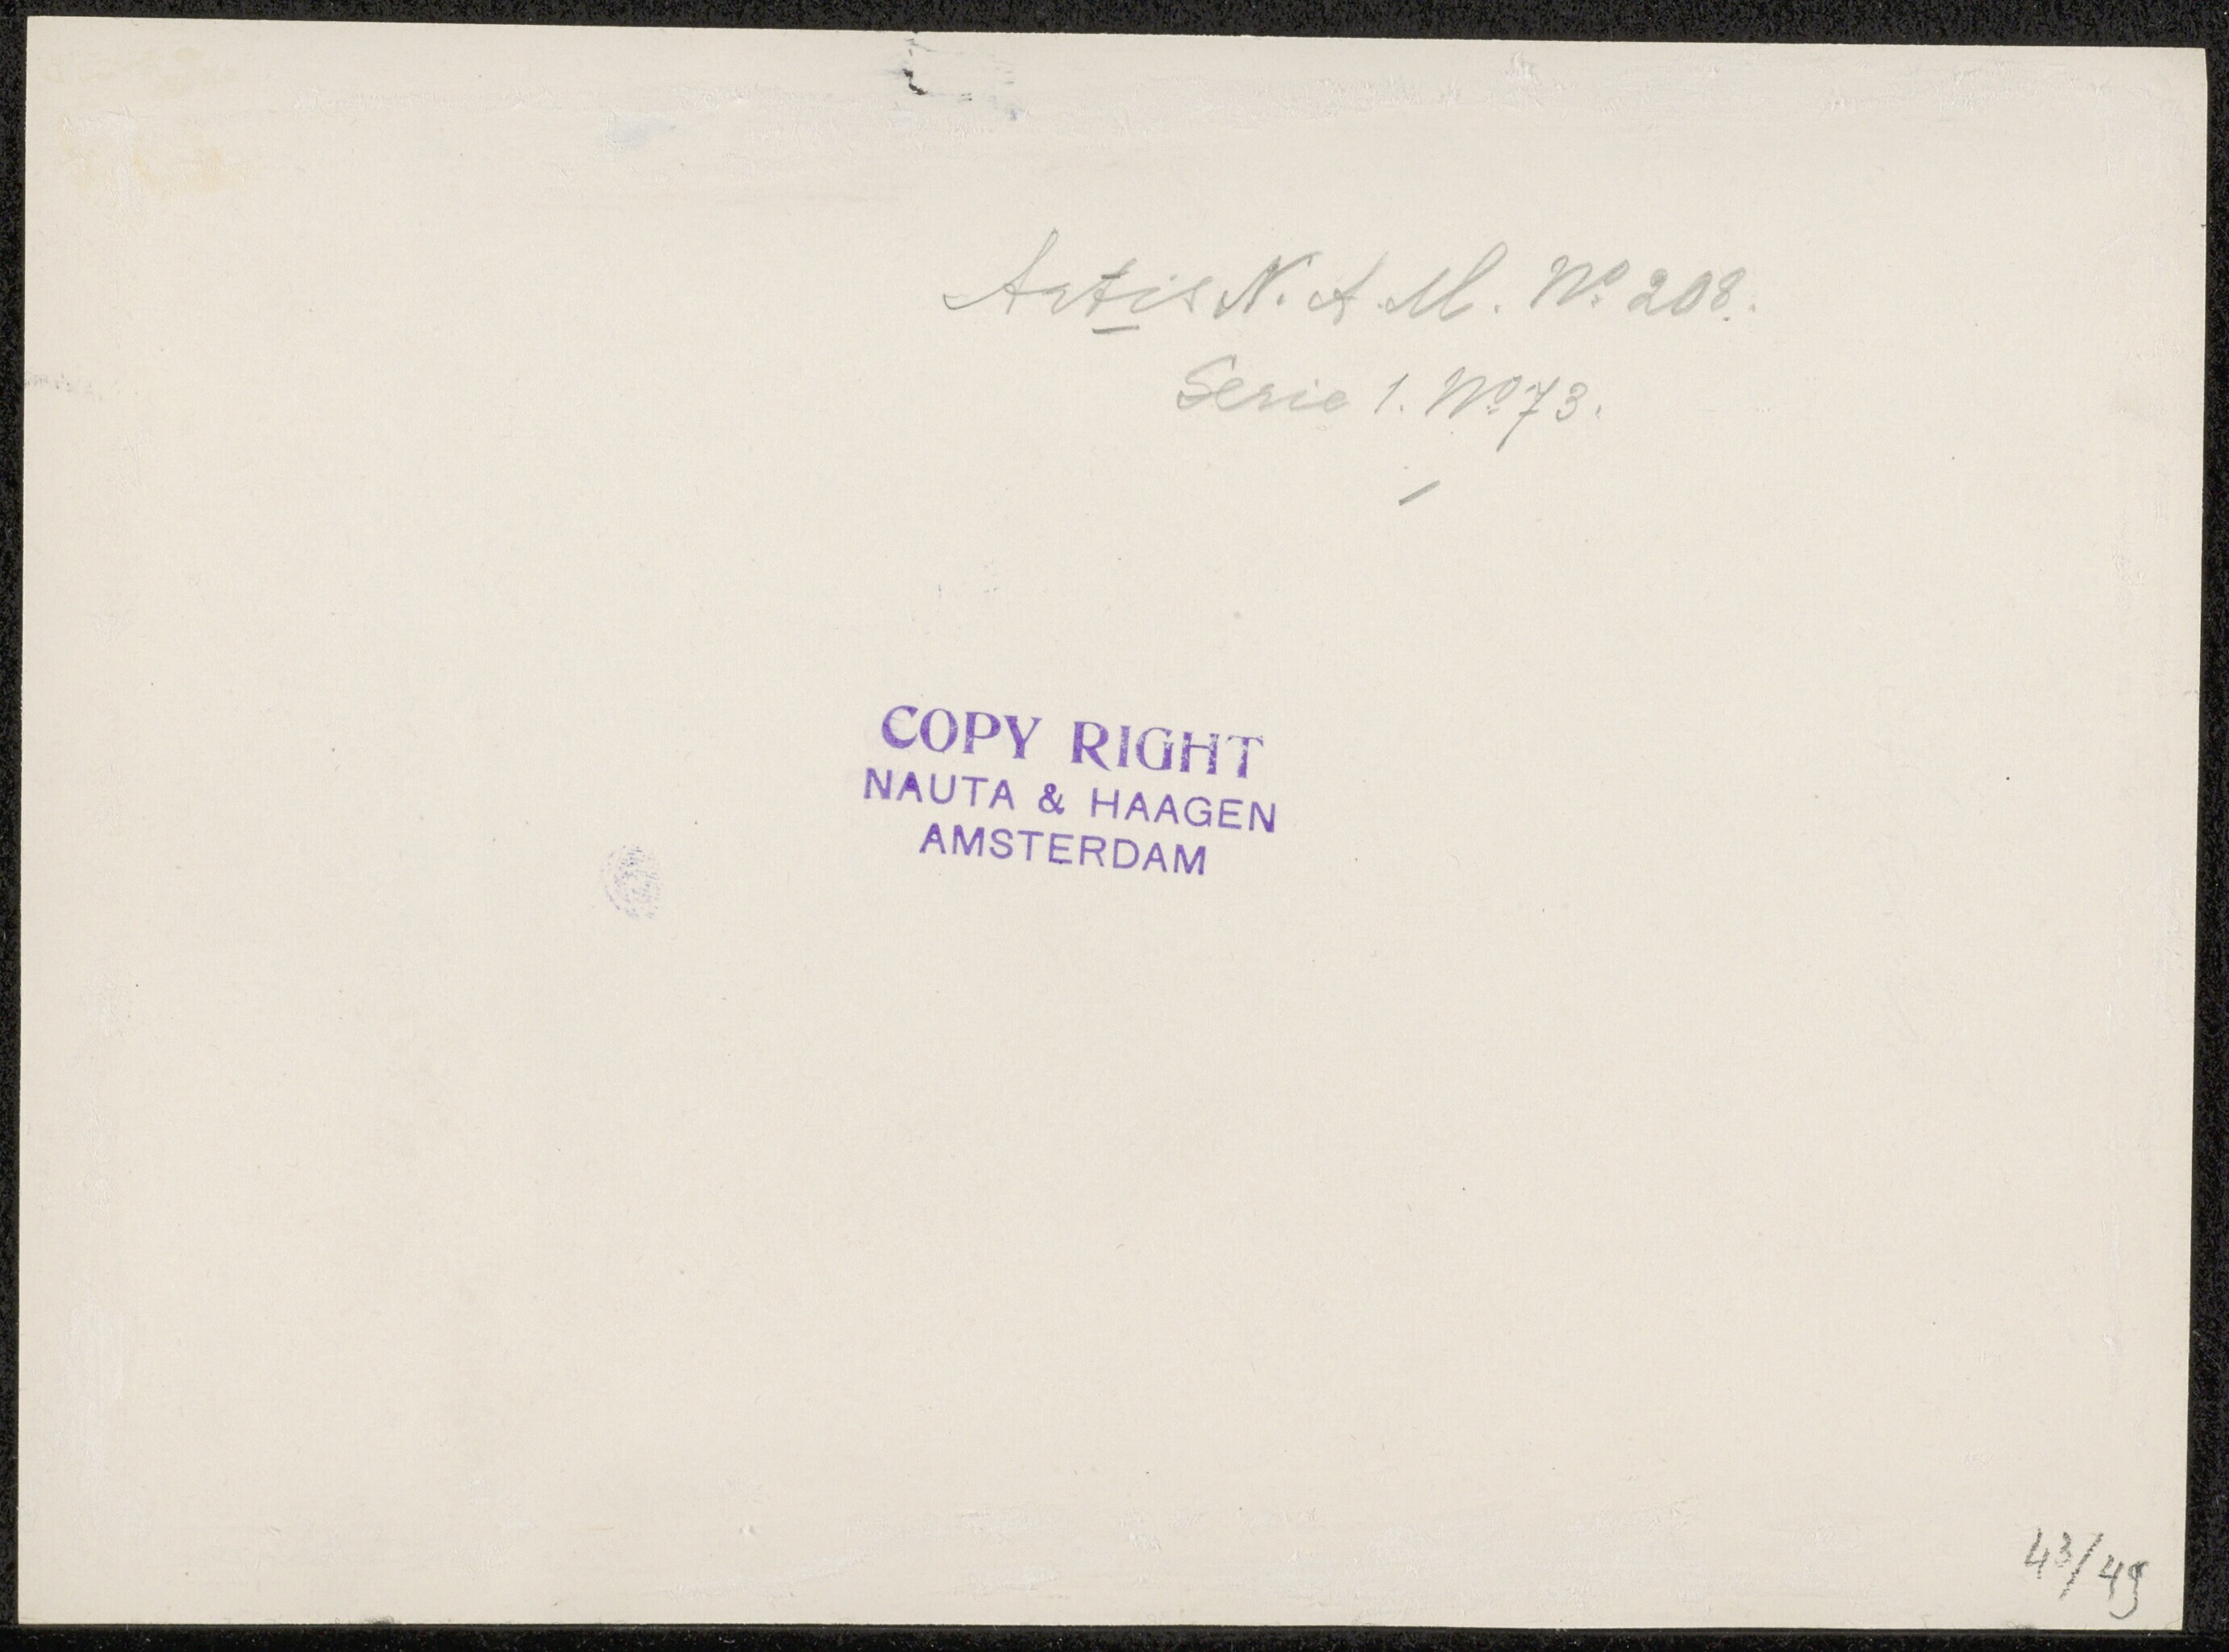 Artis N. A. M. Nº 208.
Serie 1. Nº 73.
COPY RIGHT
NAUTA & HAAGEN
AMSTERDAM
43/49